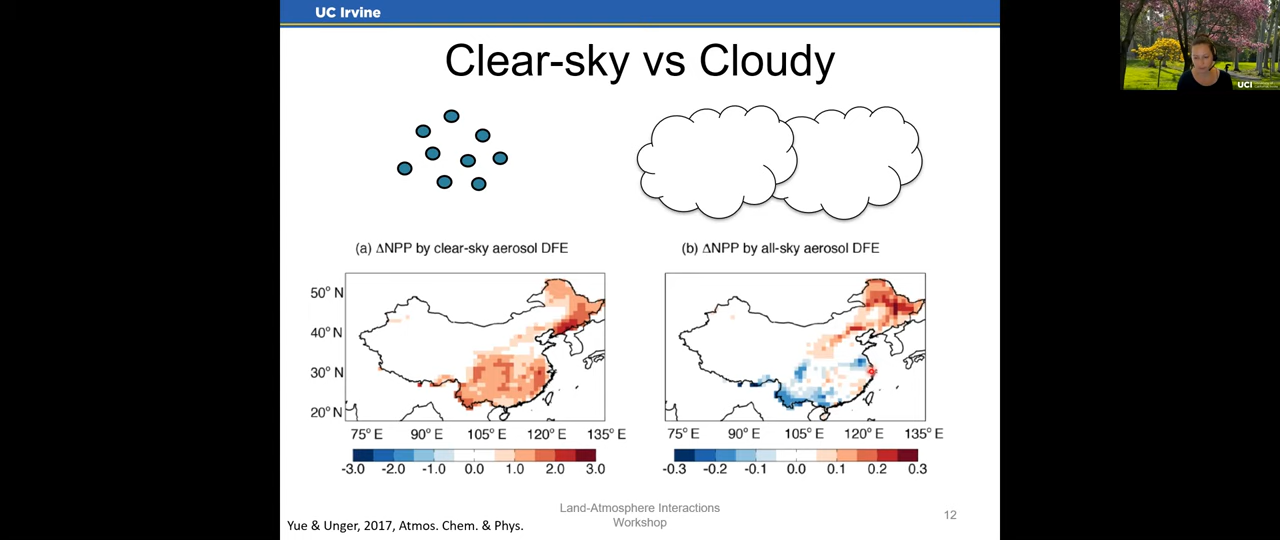 UC Irvine
Clear-sky vs Cloudy
(a) ΔNPP by clear-sky aerosol DFE
(b) ΔNPP by all-sky aerosol DFE
50° N
40° N
30° N
20° N
75° E 90° E 105° E 120° E 135° E
75° E 90° E 105° E 120° E 135° E
-3.0 -2.0 -1.0 0.0 1.0 2.0 3.0
-0.3 -0.2 -0.1 0.0 0.1 0.2 0.3
Land-Atmosphere Interactions
Workshop
12
Yue & Unger, 2017, Atmos. Chem. & Phys.
UCI